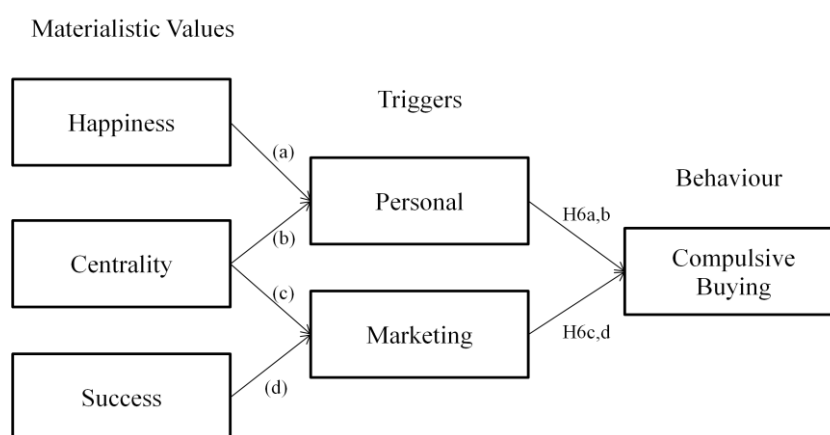 Materialistic Values
Happiness
Triggers
(a)
Personal
Behaviour
H6a,b
(b)
Centrality
Compulsive
Buying
(c)
Marketing
H6c,d
(d)
Success